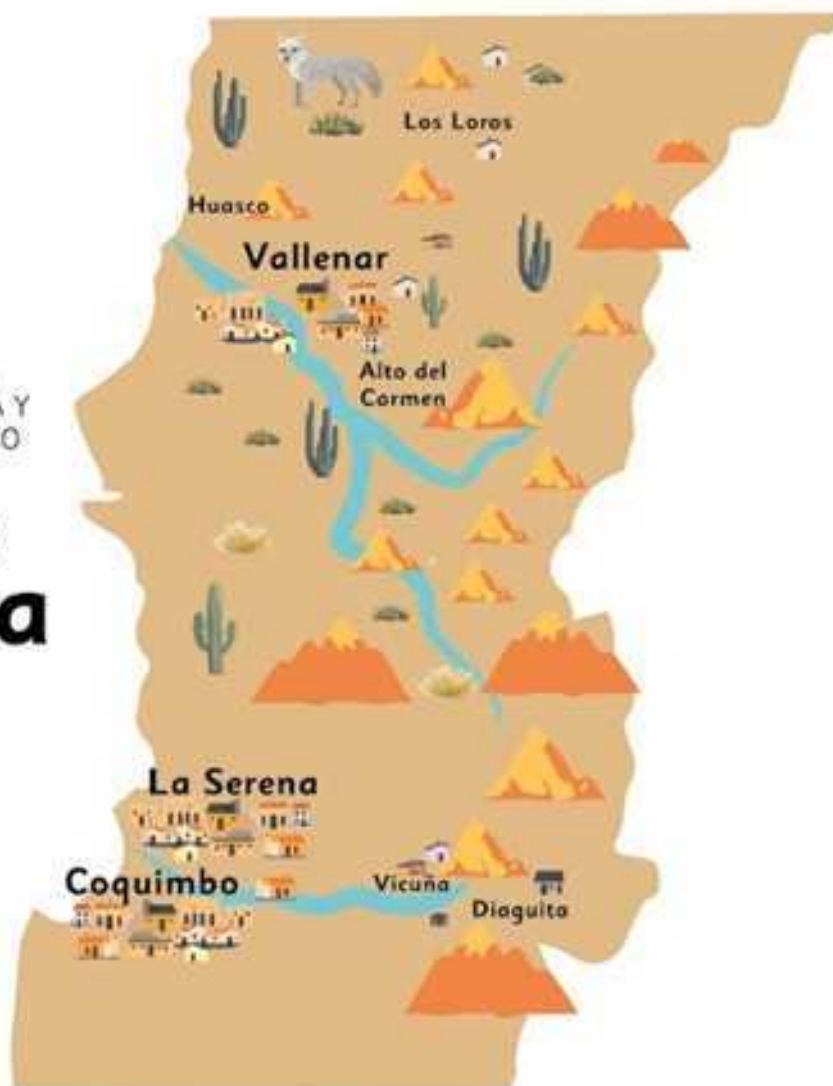 Los Loros
Huasco
Vallenar
Alto del
Carmen
A Y
O
a
La Serena
Coquimbo
Vicuña
Diaguita